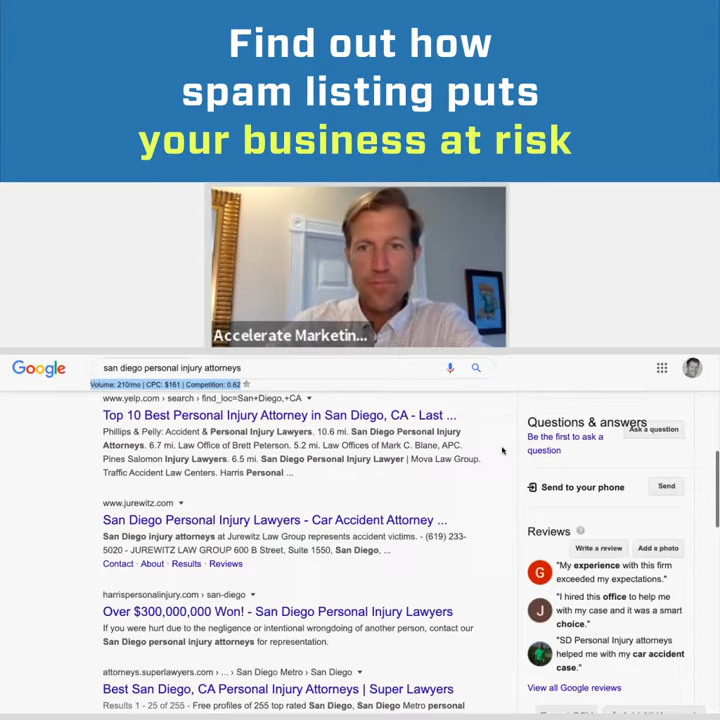 Find out how
spam listing puts
your business at risk
Accelerate Marketin...
Google
san diego personal injury attorneys
Volume: 210/mo | CPC: $161 | Competition: 0.62
www.yelp.com › search › find_loc=San+Diego,+CA
Top 10 Best Personal Injury Attorney in San Diego, CA - Last ...
Phillips & Pelly: Accident & Personal Injury Lawyers. 10.6 mi. San Diego Personal Injury
Attorneys. 6.7 mi. Law Office of Brett Peterson. 5.2 mi. Law Offices of Mark C. Blane, APC.
Pines Salomon Injury Lawyers. 6.5 mi. San Diego Personal Injury Lawyer | Mova Law Group.
Traffic Accident Law Centers. Harris Personal ...
www.jurewitz.com
San Diego Personal Injury Lawyers - Car Accident Attorney ...
San Diego injury attorneys at Jurewitz Law Group represents accident victims. - (619) 233-
5020 - JUREWITZ LAW GROUP 600 B Street, Suite 1550, San Diego, ...
Contact · About · Results · Reviews
harrispersonalinjury.com › san-diego
Over $300,000,000 Won! - San Diego Personal Injury Lawyers
If you were hurt due to the negligence or intentional wrongdoing of another person, contact our
San Diego personal injury attorneys for representation.
attorneys.superlawyers.com › ... › San Diego Metro › San Diego
Best San Diego, CA Personal Injury Attorneys | Super Lawyers
Results 1 - 25 of 255 - Free profiles of 255 top rated San Diego, San Diego Metro personal
Questions & answers
Be the first to ask a
question
Ask a question
Send to your phone
Send
Reviews
Write a review
Add a photo
G
"My experience with this firm
exceeded my expectations."
J
"I hired this office to help me
with my case and it was a smart
choice."
"SD Personal Injury attorneys
helped me with my car accident
case."
View all Google reviews